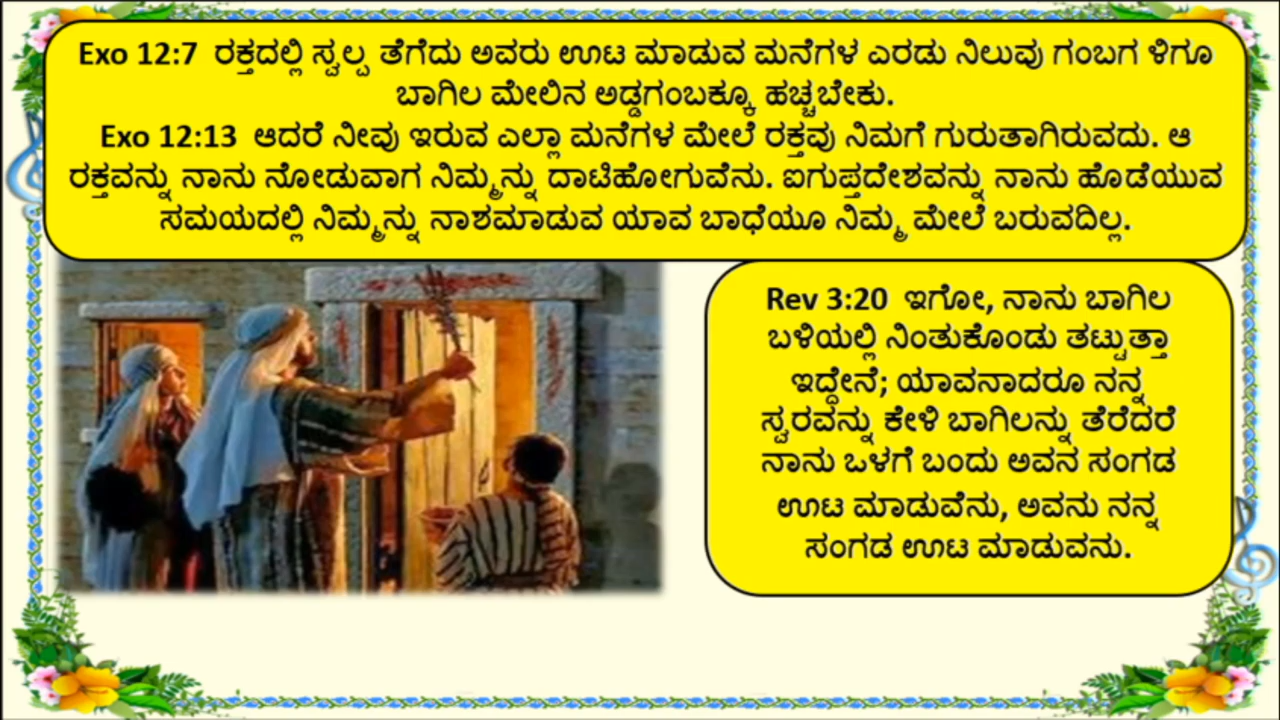 Exo 12:7 ರಕ್ತದಲ್ಲಿ ಸ್ವಲ್ಪ ತೆಗೆದು ಅವರು ಊಟ ಮಾಡುವ ಮನೆಗಳ ಎರಡು ನಿಲುವು ಗಂಬಗ ಳಿಗೂ
ಬಾಗಿಲ ಮೇಲಿನ ಅಡ್ಡಗಂಬಕ್ಕೂ ಹಚ್ಚಬೇಕು.
Exo 12:13 ಆದರೆ ನೀವು ಇರುವ ಎಲ್ಲಾ ಮನೆಗಳ ಮೇಲೆ ರಕ್ತವು ನಿಮಗೆ ಗುರುತಾಗಿರುವದು. ಆ
ರಕ್ತವನ್ನು ನಾನು ನೋಡುವಾಗ ನಿಮ್ಮನ್ನು ದಾಟಿಹೋಗುವೆನು. ಐಗುಪ್ತದೇಶವನ್ನು ನಾನು ಹೊಡೆಯುವ
ಸಮಯದಲ್ಲಿ ನಿಮ್ಮನ್ನು ನಾಶಮಾಡುವ ಯಾವ ಬಾಧೆಯೂ ನಿಮ್ಮ ಮೇಲೆ ಬರುವದಿಲ್ಲ.
Rev 3:20 ಇಗೋ, ನಾನು ಬಾಗಿಲ
ಬಳಿಯಲ್ಲಿ ನಿಂತುಕೊಂಡು ತಟ್ಟುತ್ತಾ
ಇದ್ದೇನೆ; ಯಾವನಾದರೂ ನನ್ನ
ಸ್ವರವನ್ನು ಕೇಳಿ ಬಾಗಿಲನ್ನು ತೆರೆದರೆ
ನಾನು ಒಳಗೆ ಬಂದು ಅವನ ಸಂಗಡ
ಊಟ ಮಾಡುವೆನು, ಅವನು ನನ್ನ
ಸಂಗಡ ಊಟ ಮಾಡುವನು.